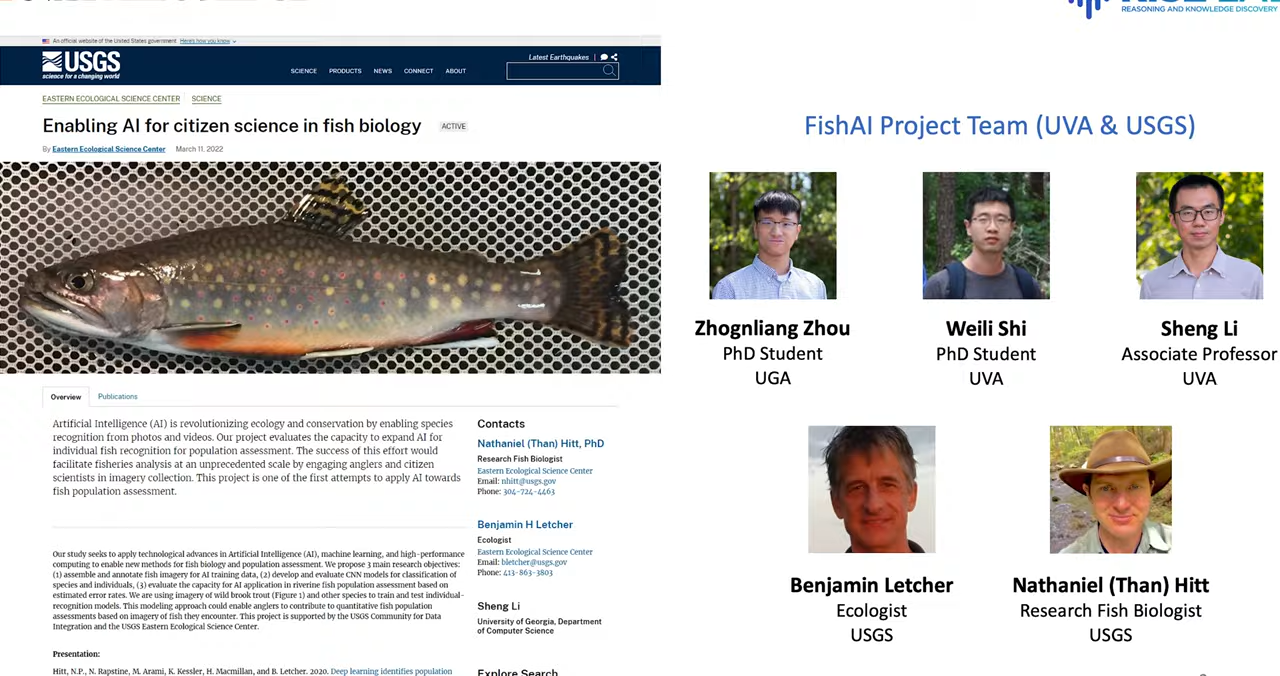 REASONING AND KNOWLEDGE DISCOVERY
An official website of the United States government Here's how you know
USGS
science for a changing world
Latest Earthquakes
SCIENCE PRODUCTS NEWS CONNECT ABOUT
EASTERN ECOLOGICAL SCIENCE CENTER SCIENCE
Enabling AI for citizen science in fish biology ACTIVE
By Eastern Ecological Science Center March 11, 2022
Overview Publications
Artificial Intelligence (AI) is revolutionizing ecology and conservation by enabling species
recognition from photos and videos. Our project evaluates the capacity to expand AI for
individual fish recognition for population assessment. The success of this effort would
facilitate fisheries analysis at an unprecedented scale by engaging anglers and citizen
scientists in imagery collection. This project is one of the first attempts to apply AI towards
fish population assessment.
Our study seeks to apply technological advances in Artificial Intelligence (AI), machine learning, and high-performance
computing to enable new methods for fish biology and population assessment. We propose 3 main research objectives:
(1) assemble and annotate fish imagery for AI training data, (2) develop and evaluate CNN models for classification of
species and individuals, (3) evaluate the capacity for AI application in riverine fish population assessment based on
estimated error rates. We are using imagery of wild brook trout (Figure 1) and other species to train and test individual-
recognition models. This modeling approach could enable anglers to contribute to quantitative fish population
assessments based on imagery of fish they encounter. This project is supported by the USGS Community for Data
Integration and the USGS Eastern Ecological Science Center.
Presentation:
Hitt, N.P., N. Rapstine, M. Arami, K. Kessler, H. Macmillan, and B. Letcher. 2020. Deep learning identifies population
Contacts
Nathaniel (Than) Hitt, PhD
Research Fish Biologist
Eastern Ecological Science Center
Email: nhitt@usgs.gov
Phone: 304-724-4463
Benjamin H Letcher
Ecologist
Eastern Ecological Science Center
Email: bletcher@usgs.gov
Phone: 413-863-3803
Sheng Li
University of Georgia, Department
of Computer Science
Explore Search
FishAI Project Team (UVA & USGS)
Zhognliang Zhou
PhD Student
UGA
Weili Shi
PhD Student
UVA
Sheng Li
Associate Professor
UVA
Benjamin Letcher
Ecologist
USGS
Nathaniel (Than) Hitt
Research Fish Biologist
USGS